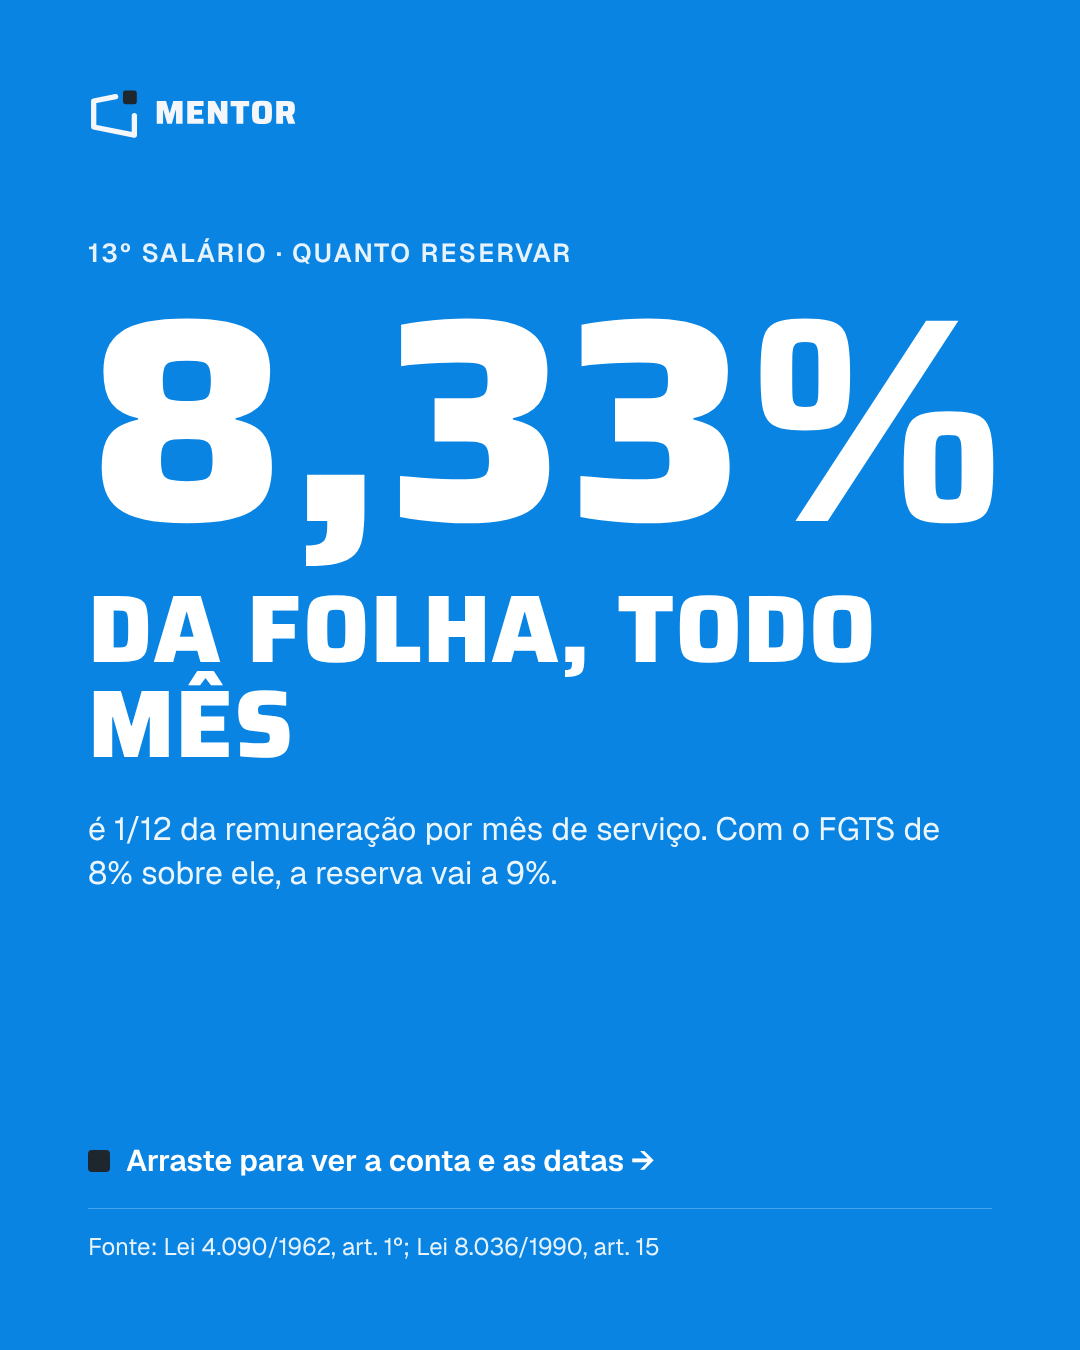 MENTOR
13º SALÁRIO · QUANTO RESERVAR
8,33%
DA FOLHA, TODO
MÊS
é 1/12 da remuneração por mês de serviço. Com o FGTS de
8% sobre ele, a reserva vai a 9%.
Arraste para ver a conta e as datas →
Fonte: Lei 4.090/1962, art. 1º; Lei 8.036/1990, art. 15